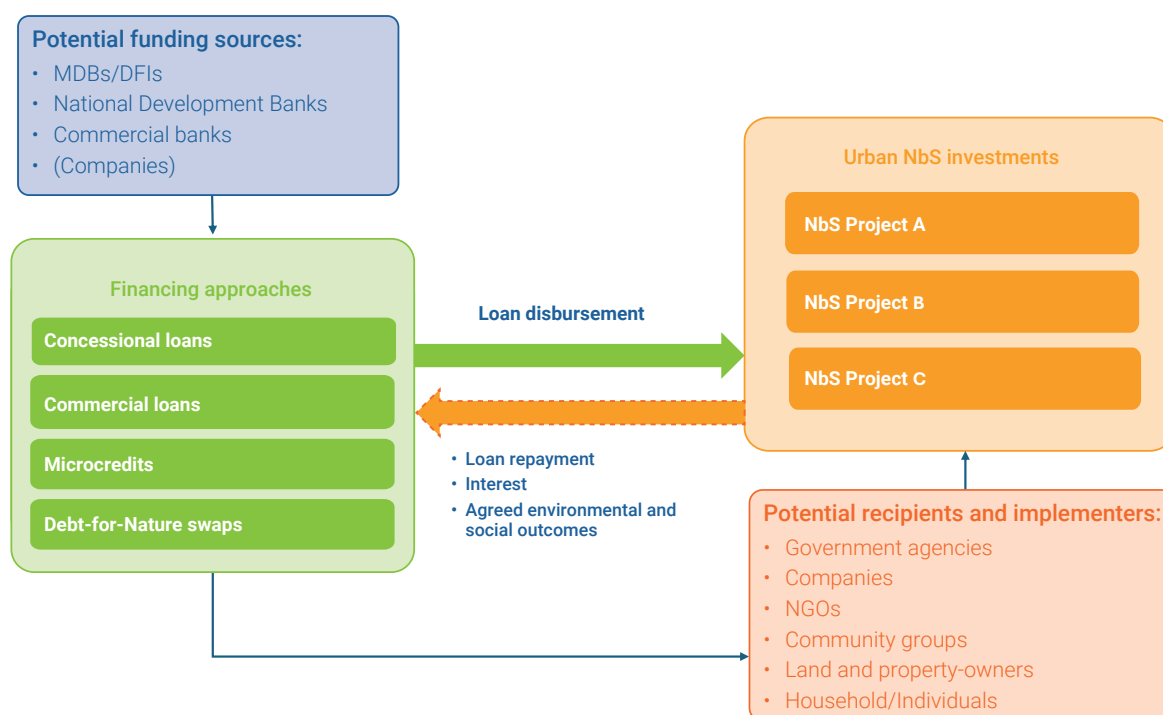 Potential funding sources:
• MDBs/DFIs
• National Development Banks
• Commercial banks
• (Companies)
Financing approaches
Concessional loans
Commercial loans
Microcredits
Debt-for-Nature swaps
Loan disbursement
• Loan repayment
• Interest
• Agreed environmental and
social outcomes
Urban NbS investments
NbS Project A
NbS Project B
NbS Project C
Potential recipients and implementers:
• Government agencies
• Companies
• NGOs
• Community groups
• Land and property-owners
• Household/Individuals